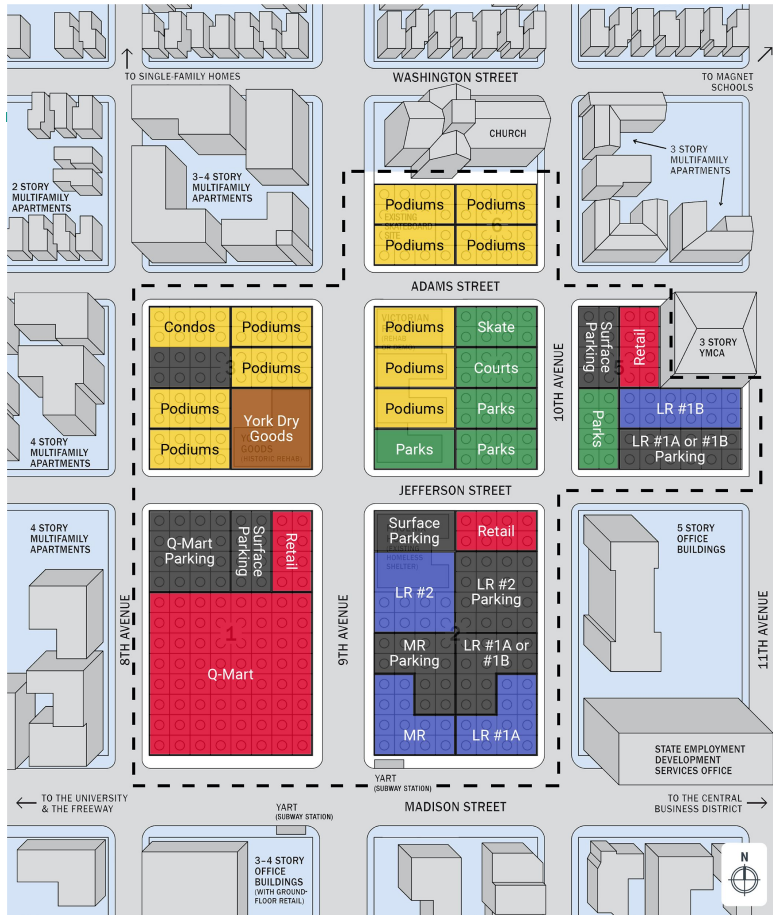 WASHINGTON STREET
TO SINGLE-FAMILY HOMES
TO MAGNET
SCHOOLS
CHURCH
3 STORY
MULTIFAMILY
APARTMENTS
2 STORY
MULTIFAMILY
APARTMENTS
3–4 STORY
MULTIFAMILY
APARTMENTS
Podiums
Podiums
EXISTING
SKATEBOARD
SITE
6
Podiums
Podiums
ADAMS STREET
Condos
Podiums
3
Podiums
Podiums
York Dry
Goods
GOODS
(HISTORIC REHAB)
Podiums
Podiums
VICTORIAN
(REHAB
Skate
Podiums
Courts
Podiums
Parks
Parks
Parks
10TH AVENUE
Surface
Parking
Retail
5
3 STORY
YMCA
Parks
LR #1B
LR #1A or #1B
Parking
4 STORY
MULTIFAMILY
APARTMENTS
JEFFERSON STREET
4 STORY
MULTIFAMILY
APARTMENTS
8TH AVENUE
Q-Mart
Parking
Surface
Parking
Retail
1
Q-Mart
9TH AVENUE
Surface
Parking
Retail
EXISTING
HOMELESS
SHELTER)
LR #2
LR #2
Parking
2
MR
Parking
LR #1A or
#1B
MR
LR #1A
5 STORY
OFFICE
BUILDINGS
11TH AVENUE
STATE EMPLOYMENT
DEVELOPMENT
SERVICES OFFICE
YART
(SUBWAY STATION)
TO THE UNIVERSITY
& THE FREEWAY
YART
(SUBWAY STATION)
MADISON STREET
TO THE CENTRAL
BUSINESS DISTRICT
3–4 STORY
OFFICE
BUILDINGS
(WITH GROUND-
FLOOR RETAIL)
N